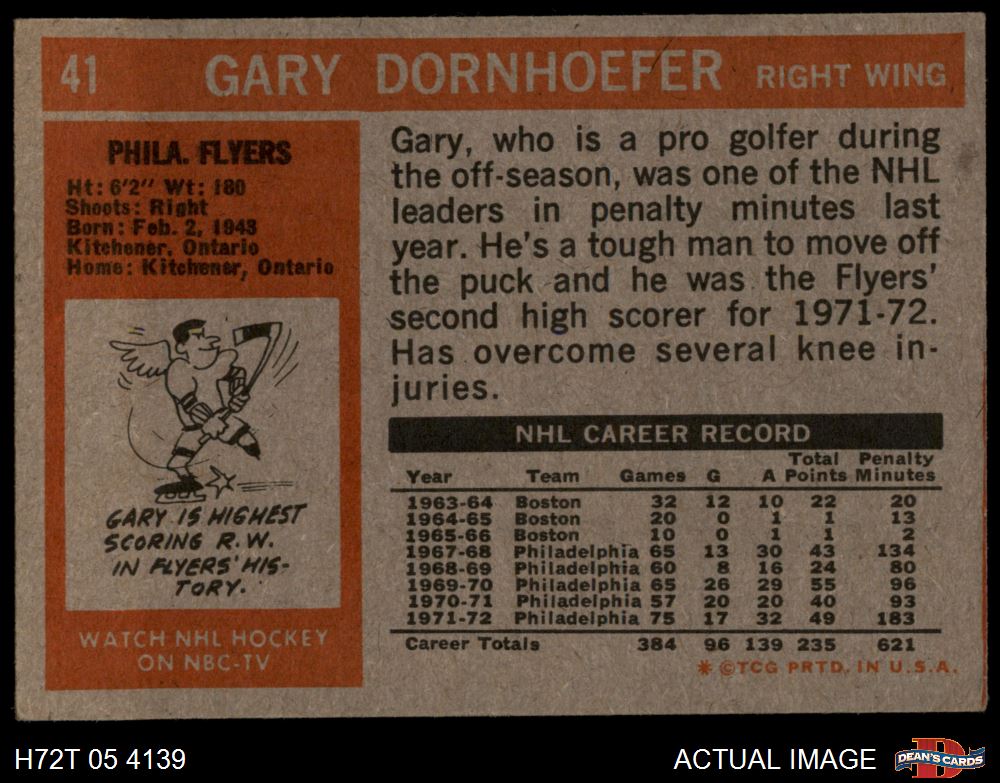 41 GARY DORNHOEFER RIGHT WING
PHILA. FLYERS
Ht: 6'2" Wt: 180
Shoots: Right
Born: Feb. 2, 1943
Kitchener, Ontario
Home: Kitchener, Ontario
GARY IS HIGHEST
SCORING R.W.
IN FLYERS' HIS-
TORY.
WATCH NHL HOCKEY
ON NBC-TV
Gary, who is a pro golfer during
the off-season, was one of the NHL
leaders in penalty minutes last
year. He's a tough man to move off
the puck and he was the Flyers'
second high scorer for 1971-72.
Has overcome several knee in-
juries.
NHL CAREER RECORD
Total Penalty
Year Team Games G A Points Minutes
1963-64 Boston 32 12 10 22 20
1964-65 Boston 20 0 1 1 13
1965-66 Boston 10 0 1 1 2
1967-68 Philadelphia 65 13 30 43 134
1968-69 Philadelphia 60 8 16 24 80
1969-70 Philadelphia 65 26 29 55 96
1970-71 Philadelphia 57 20 20 40 93
1971-72 Philadelphia 75 17 32 49 183
Career Totals 384 96 139 235 621
* ©TCG PRTD. IN U.S.A.
H72T 05 4139
ACTUAL IMAGE
D
DEAN'S CARDS